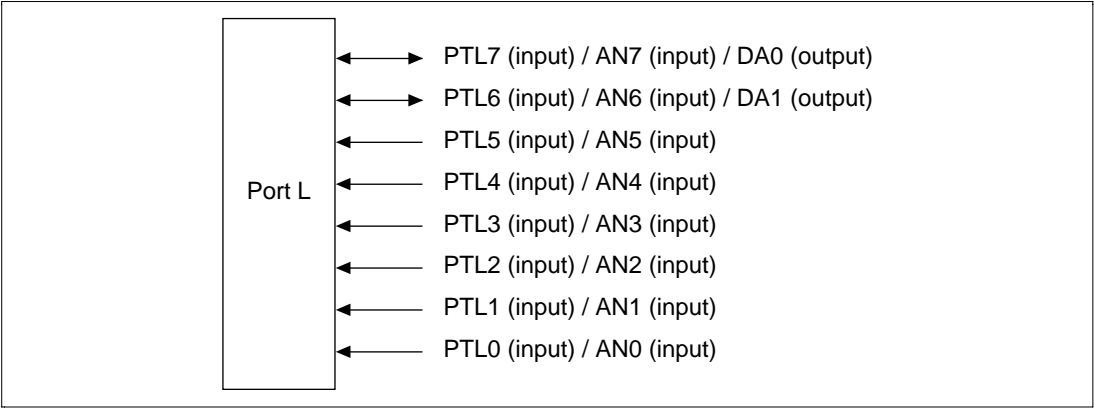 PTL7 (input) / AN7 (input) / DA0 (output)
PTL6 (input) / AN6 (input) / DA1 (output)
PTL5 (input) / AN5 (input)
PTL4 (input) / AN4 (input)
Port L
PTL3 (input) / AN3 (input)
PTL2 (input) / AN2 (input)
PTL1 (input) / AN1 (input)
PTL0 (input) / AN0 (input)